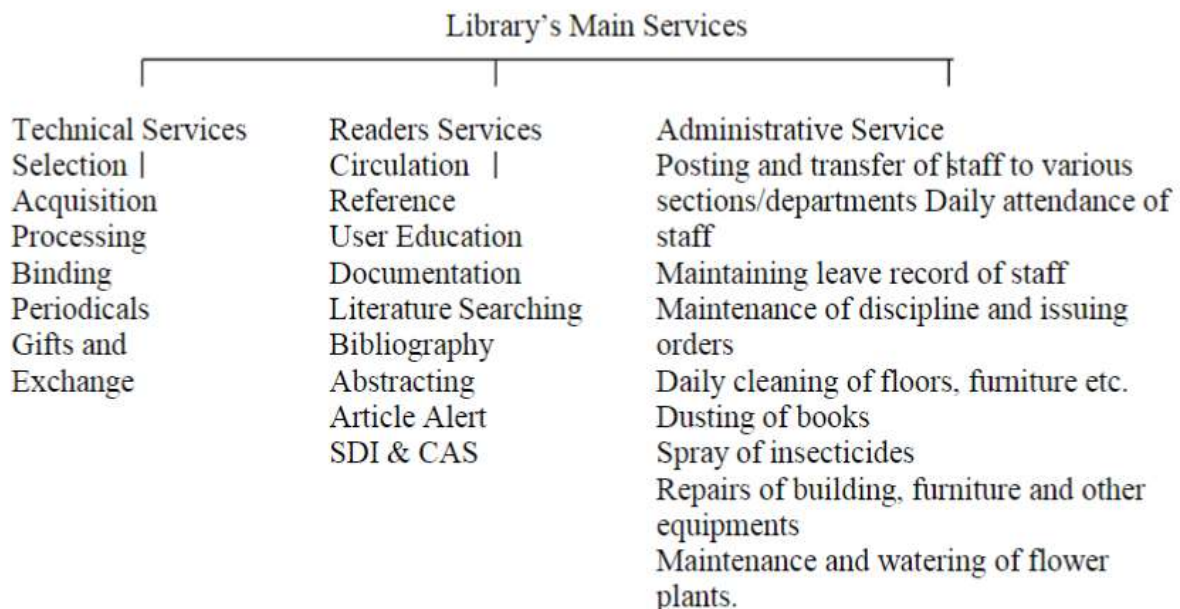 Library's Main Services
Technical Services
Selection
Acquisition
Processing
Binding
Periodicals
Gifts and
Exchange
Readers Services
Circulation
Reference
User Education
Documentation
Literature Searching
Bibliography
Abstracting
Article Alert
SDI & CAS
Administrative Service
Posting and transfer of staff to various
sections/departments Daily attendance of
staff
Maintaining leave record of staff
Maintenance of discipline and issuing
orders
Daily cleaning of floors, furniture etc.
Dusting of books
Spray of insecticides
Repairs of building, furniture and other
equipments
Maintenance and watering of flower
plants.